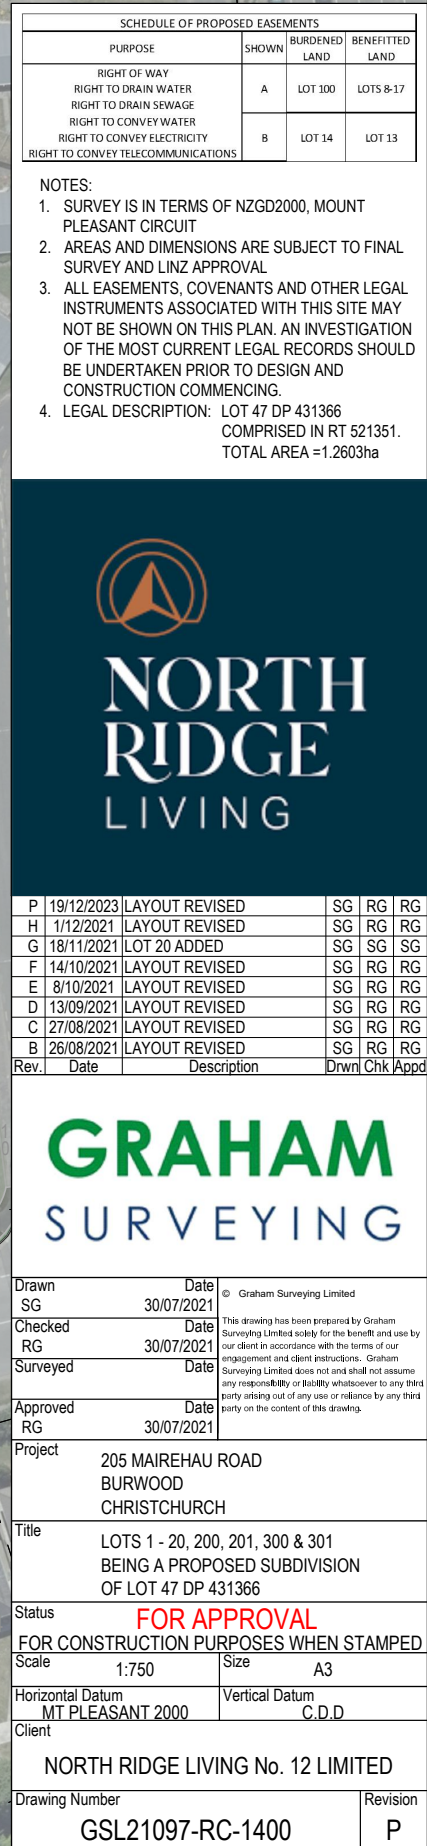 SCHEDULE OF PROPOSED EASEMENTS
PURPOSE SHOWN BURDENED LAND BENEFITTED LAND
RIGHT OF WAY
RIGHT TO DRAIN WATER
RIGHT TO DRAIN SEWAGE
RIGHT TO CONVEY WATER
RIGHT TO CONVEY ELECTRICITY
RIGHT TO CONVEY TELECOMMUNICATIONS
A LOT 100 LOTS 8-17
B LOT 14 LOT 13
NOTES:
1. SURVEY IS IN TERMS OF NZGD2000, MOUNT
PLEASANT CIRCUIT
2. AREAS AND DIMENSIONS ARE SUBJECT TO FINAL
SURVEY AND LINZ APPROVAL
3. ALL EASEMENTS, COVENANTS AND OTHER LEGAL
INSTRUMENTS ASSOCIATED WITH THIS SITE MAY
NOT BE SHOWN ON THIS PLAN. AN INVESTIGATION
OF THE MOST CURRENT LEGAL RECORDS SHOULD
BE UNDERTAKEN PRIOR TO DESIGN AND
CONSTRUCTION COMMENCING.
4. LEGAL DESCRIPTION: LOT 47 DP 431366
COMPRISED IN RT 521351.
TOTAL AREA =1.2603ha
NORTH
RIDGE
LIVING
P 19/12/2023 LAYOUT REVISED SG RG RG
H 1/12/2021 LAYOUT REVISED SG RG RG
G 18/11/2021 LOT 20 ADDED SG SG SG
F 14/10/2021 LAYOUT REVISED SG RG RG
E 8/10/2021 LAYOUT REVISED SG RG RG
D 13/09/2021 LAYOUT REVISED SG RG RG
C 27/08/2021 LAYOUT REVISED SG RG RG
B 26/08/2021 LAYOUT REVISED SG RG RG
Rev. Date Description Drwn Chk Appd
GRAHAM
SURVEYING
Drawn Date
SG 30/07/2021
Checked Date
RG 30/07/2021
Surveyed Date
Approved Date
RG 30/07/2021
© Graham Surveying Limited
This drawing has been prepared by Graham
Surveying Limited solely for the benefit and use by
our client in accordance with the terms of our
engagement and client instructions. Graham
Surveying Limited does not and shall not assume
any responsibility or liability whatsoever to any third
party arising out of any use or reliance by any third
party on the content of this drawing.
Project
205 MAIREHAU ROAD
BURWOOD
CHRISTCHURCH
Title
LOTS 1 - 20, 200, 201, 300 & 301
BEING A PROPOSED SUBDIVISION
OF LOT 47 DP 431366
Status
FOR APPROVAL
FOR CONSTRUCTION PURPOSES WHEN STAMPED
Scale 1:750 Size A3
Horizontal Datum Vertical Datum
MT PLEASANT 2000 C.D.D
Client
NORTH RIDGE LIVING No. 12 LIMITED
Drawing Number Revision
GSL21097-RC-1400 P